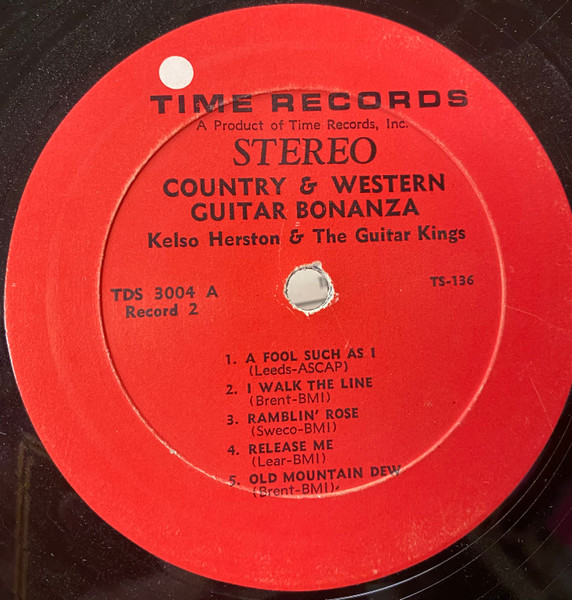 TIME RECORDS
A Product of Time Records, Inc.
STEREO
COUNTRY & WESTERN
GUITAR BONANZA
Kelso Herston & The Guitar Kings
TDS 3004 A
Record 2
TS-136
1. A FOOL SUCH AS I
(Leeds-ASCAP)
2. I WALK THE LINE
(Brent-BMI)
3. RAMBLIN' ROSE
(Sweco-BMI)
4. RELEASE ME
(Lear-BMI)
5. OLD MOUNTAIN DEW
(Brent-BMI)